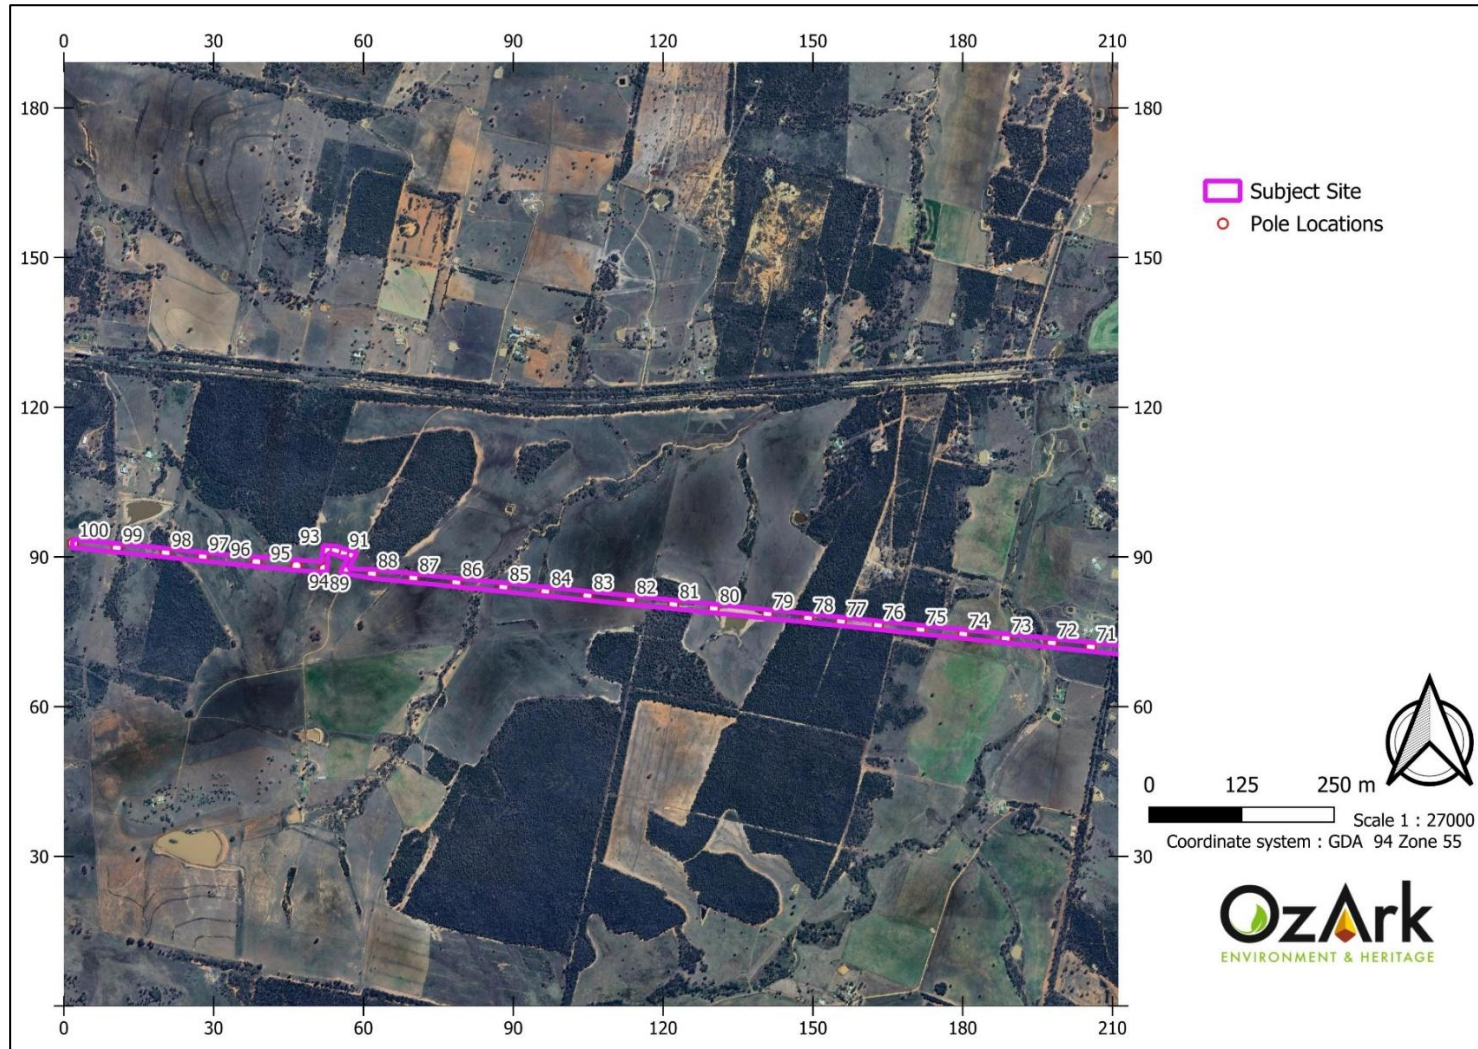 0 30 60 90 120 150 180 210
180 180
150 150
120 120
90 90
60 60
30 30
100 99 98 97 96 95 93 91
94 89 88 87 86 85 84 83 82 81 80 79 78 77 76 75 74 73 72 71
0 30 60 90 120 150 180 210
Subject Site
Pole Locations
0 125 250 m
Scale 1 : 27000
Coordinate system : GDA 94 Zone 55
OzArk
ENVIRONMENT & HERITAGE